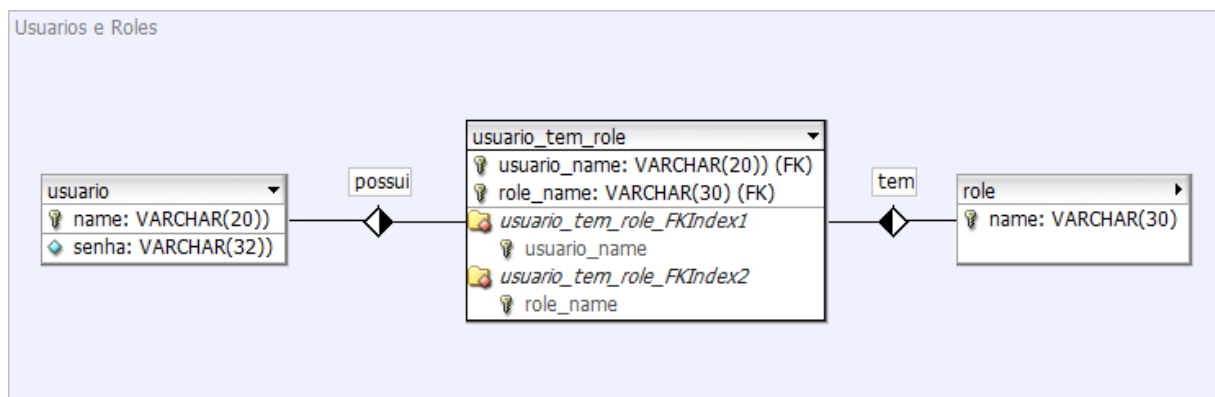 Usuarios e Roles
usuario
name: VARCHAR(20))
senha: VARCHAR(32))
possui
usuario_tem_role
usuario_name: VARCHAR(20)) (FK)
role_name: VARCHAR(30) (FK)
usuario_tem_role_FKIndex1
usuario_name
usuario_tem_role_FKIndex2
role_name
tem
role
name: VARCHAR(30)